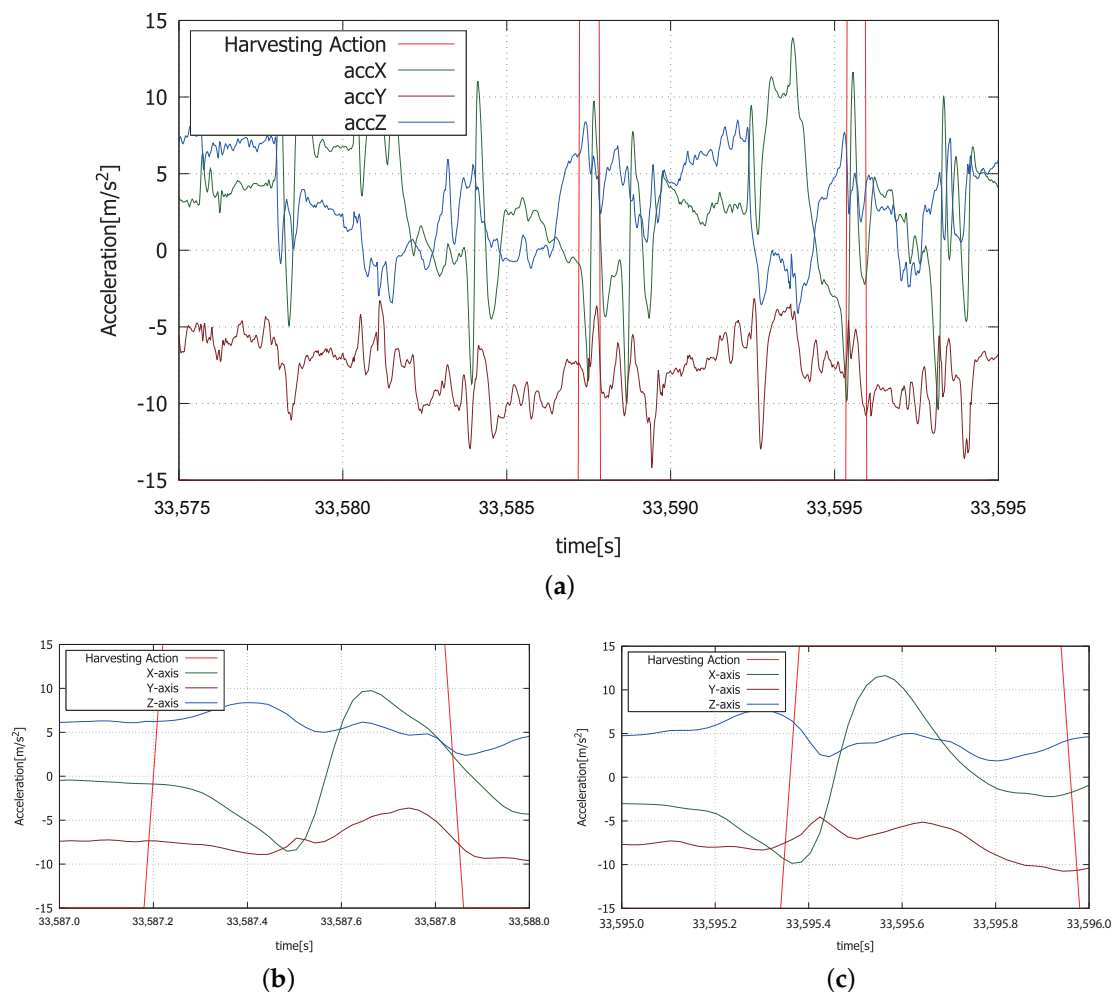 15
10
5
0
-5
-10
-15
Acceleration[m/s²]
Harvesting Action
accX
accY
accZ
33,575 33,580 33,585 33,590 33,595 33,595
time[s]
(a)
15
10
5
0
-5
-10
-15
Acceleration[m/s²]
Harvesting Action
X-axis
Y-axis
Z-axis
33,587.0 33,587.2 33,587.4 33,587.6 33,587.8 33,588.0
time[s]
(b)
15
10
5
0
-5
-10
-15
Acceleration[m/s²]
Harvesting Action
X-axis
Y-axis
Z-axis
33,595.0 33,595.2 33,595.4 33,595.6 33,595.8 33,596.0
time[s]
(c)